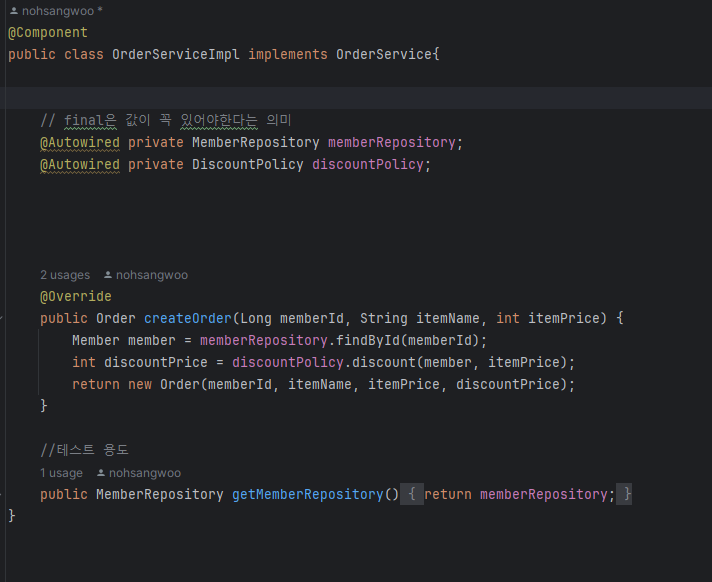 nohsangwoo *
@Component
public class OrderServiceImpl implements OrderService{
// final은 값이 꼭 있어야한다는 의미
@Autowired private MemberRepository memberRepository;
@Autowired private DiscountPolicy discountPolicy;
2 usages nohsangwoo
@Override
public Order createOrder(Long memberId, String itemName, int itemPrice) {
Member member = memberRepository.findById(memberId);
int discountPrice = discountPolicy.discount(member, itemPrice);
return new Order(memberId, itemName, itemPrice, discountPrice);
}
//테스트 용도
1 usage nohsangwoo
public MemberRepository getMemberRepository() { return memberRepository; }
}